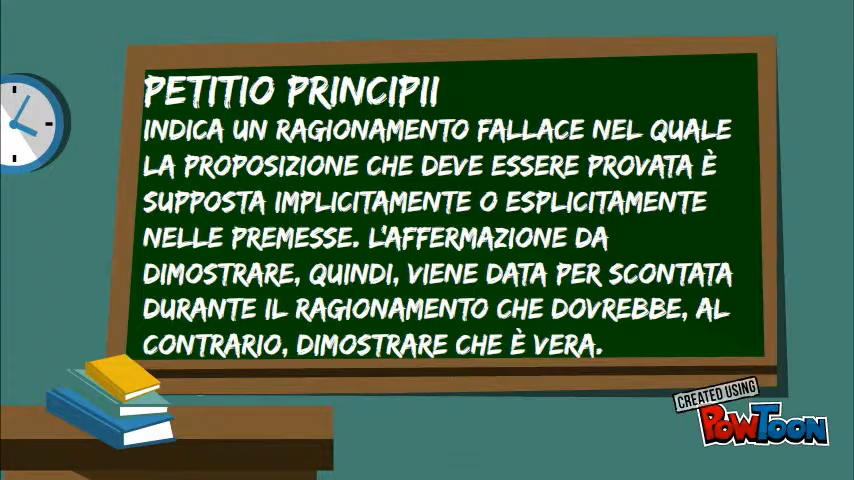 PETITIO PRINCIPII
INDICA UN RAGIONAMENTO FALLACE NEL QUALE
LA PROPOSIZIONE CHE DEVE ESSERE PROVATA È
SUPPOSTA IMPLICITAMENTE O ESPLICITAMENTE
NELLE PREMESSE. L'AFFERMAZIONE DA
DIMOSTRARE, QUINDI, VIENE DATA PER SCONTATA
DURANTE IL RAGIONAMENTO CHE DOVREBBE, AL
CONTRARIO, DIMOSTRARE CHE È VERA.
CREATED USING
POWTOON